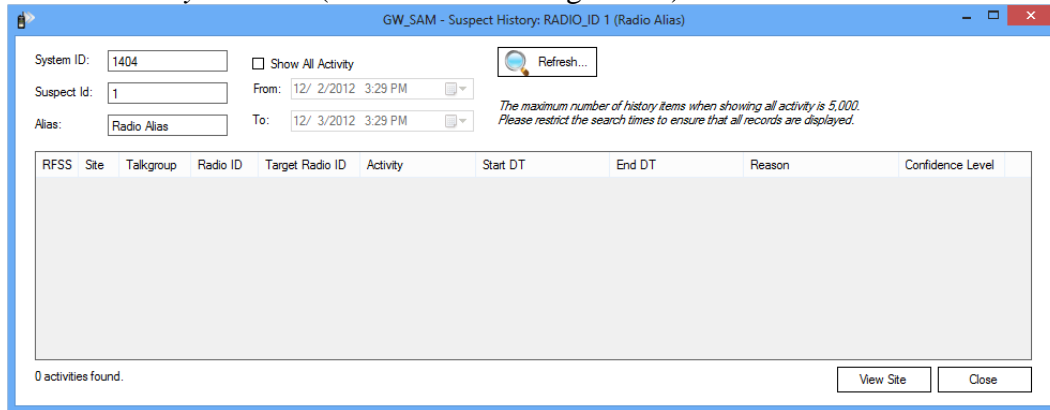 GW_SAM - Suspect History: RADIO_ID 1 (Radio Alias)
System ID: 1404 Show All Activity Refresh...
Suspect Id: 1 From: 12/ 2/2012 3:29 PM
The maximum number of history items when showing all activity is 5,000.
Alias: Radio Alias To: 12/ 3/2012 3:29 PM Please restrict the search times to ensure that all records are displayed.
RFSS Site Talkgroup Radio ID Target Radio ID Activity Start DT End DT Reason Confidence Level
0 activities found. View Site Close